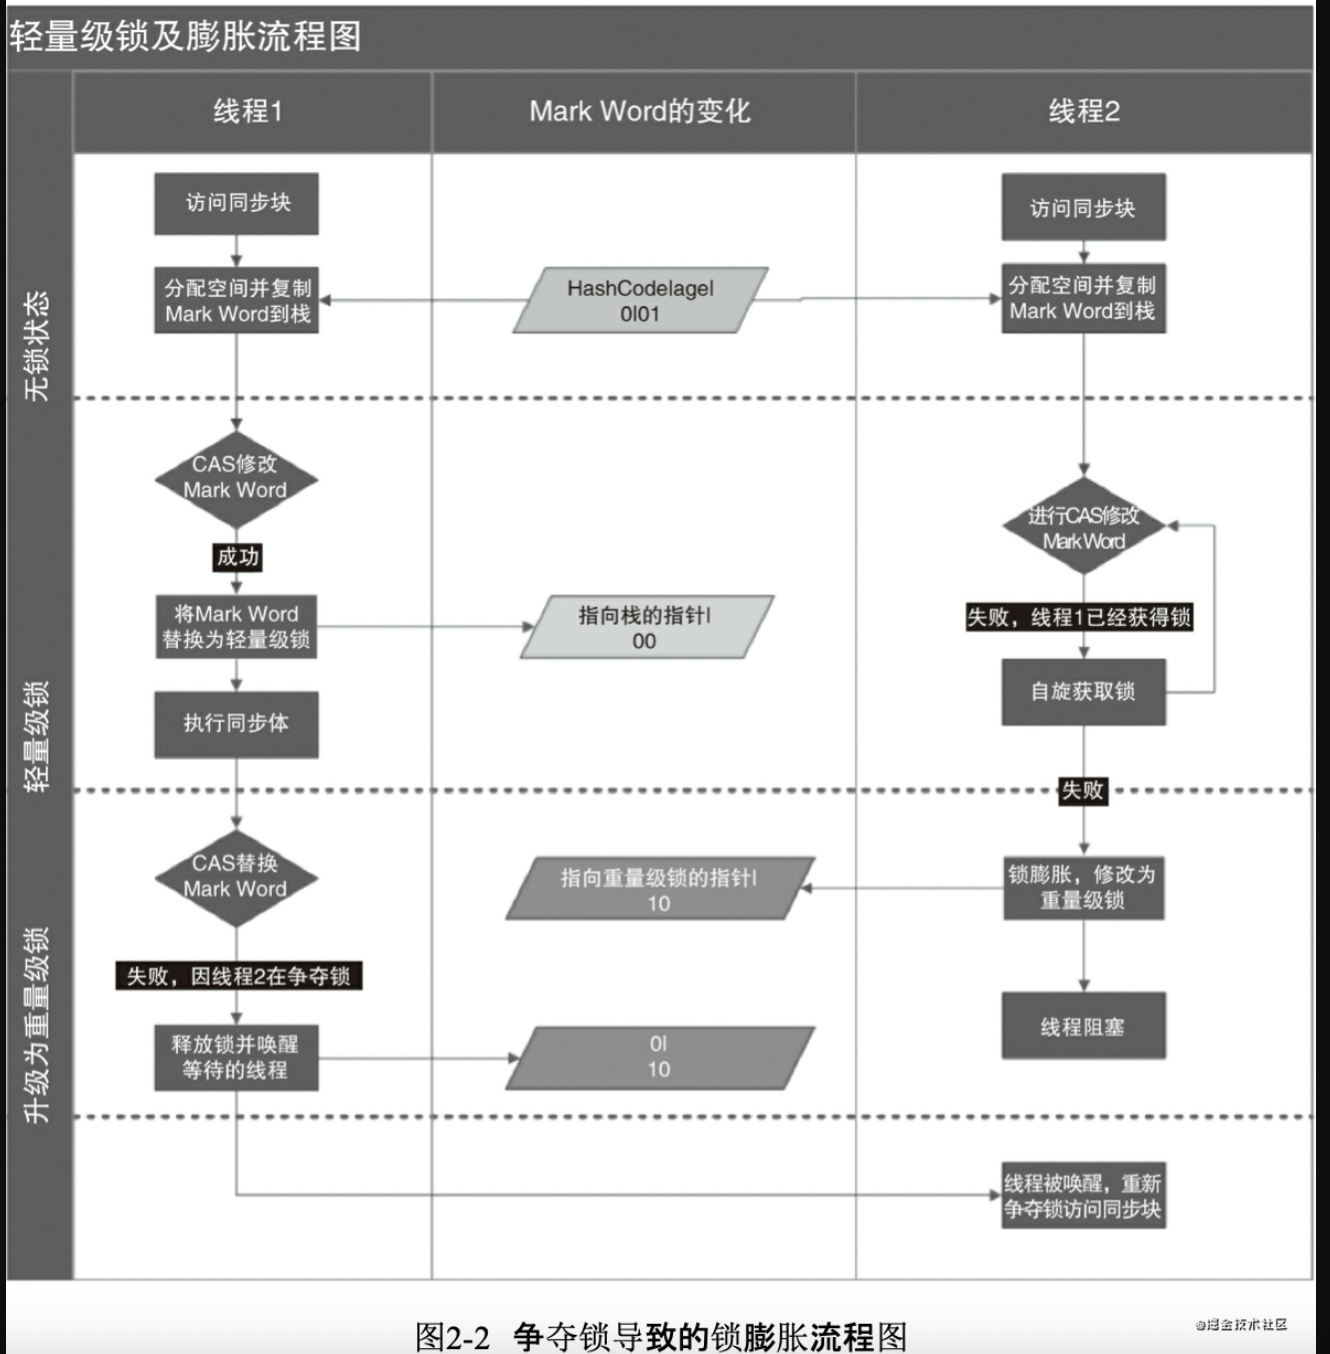 轻量级锁及膨胀流程图
线程1
Mark Word的变化
线程2
无锁状态
访问同步块
访问同步块
分配空间并复制
Mark Word到栈
HashCodelagel
0l01
分配空间并复制
Mark Word到栈
轻量级锁
CAS修改
Mark Word
进行CAS修改
Mark Word
成功
将Mark Word
替换为轻量级锁
指向栈的指针l
00
失败，线程1已经获得锁
执行同步体
自旋获取锁
失败
升级为重量级锁
CAS替换
Mark Word
指向重量级锁的指针l
10
锁膨胀，修改为
重量级锁
失败，因线程2在争夺锁
释放锁并唤醒
等待的线程
0l
10
线程阻塞
线程被唤醒，重新
争夺锁访问同步块
图2-2 争夺锁导致的锁膨胀流程图
@掘金技术社区